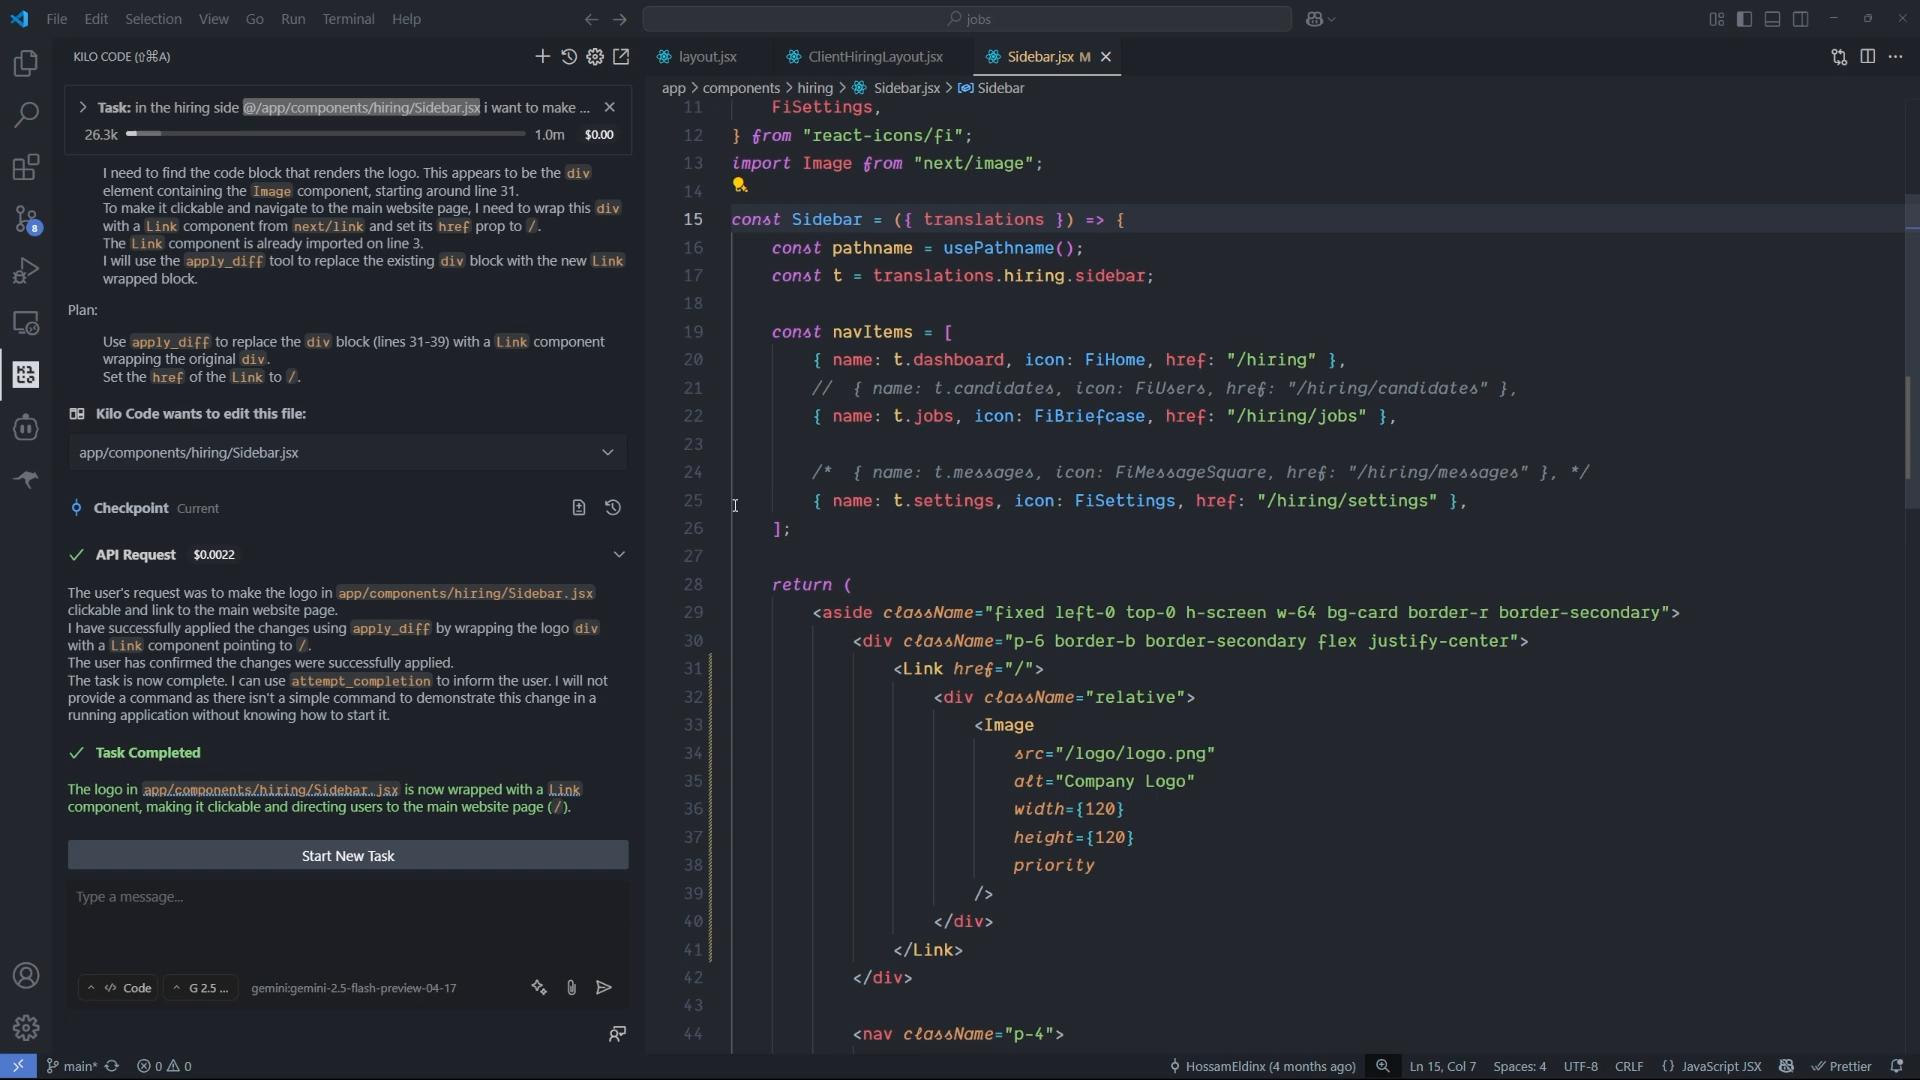 File Edit Selection View Go Run Terminal Help
jobs
KILO CODE (⇧⌘A)
Task: in the hiring side @/app/components/hiring/Sidebar.jsx i want to make ...
26.3k 1.0m $0.00
I need to find the code block that renders the logo. This appears to be the div
element containing the Image component, starting around line 31.
To make it clickable and navigate to the main website page, I need to wrap this div
with a Link component from next/link and set its href prop to /.
The Link component is already imported on line 3.
I will use the apply_diff tool to replace the existing div block with the new Link
wrapped block.
Plan:
Use apply_diff to replace the div block (lines 31-39) with a Link component
wrapping the original div.
Set the href of the Link to /.
Kilo Code wants to edit this file:
app/components/hiring/Sidebar.jsx
Checkpoint Current
API Request $0.0022
The user's request was to make the logo in app/components/hiring/Sidebar.jsx
clickable and link to the main website page.
I have successfully applied the changes using apply_diff by wrapping the logo div
with a Link component pointing to /.
The user has confirmed the changes were successfully applied.
The task is now complete. I can use attempt_completion to inform the user. I will not
provide a command as there isn't a simple command to demonstrate this change in a
running application without knowing how to start it.
Task Completed
The logo in app/components/hiring/Sidebar.jsx is now wrapped with a Link
component, making it clickable and directing users to the main website page (/).
Start New Task
Type a message...
</> Code G 2.5 ... gemini:gemini-2.5-flash-preview-04-17
8
layout.jsx ClientHiringLayout.jsx Sidebar.jsx M
app > components > hiring > Sidebar.jsx > Sidebar
11 FiSettings,
12 } from "react-icons/fi";
13 import Image from "next/image";
14
15 const Sidebar = ({ translations }) => {
16 const pathname = usePathname();
17 const t = translations.hiring.sidebar;
18
19 const navItems = [
20 { name: t.dashboard, icon: FiHome, href: "/hiring" },
21 // { name: t.candidates, icon: FiUsers, href: "/hiring/candidates" },
22 { name: t.jobs, icon: FiBriefcase, href: "/hiring/jobs" },
23
24 /* { name: t.messages, icon: FiMessageSquare, href: "/hiring/messages" }, */
25 { name: t.settings, icon: FiSettings, href: "/hiring/settings" },
26 ];
27
28 return (
29 <aside className="fixed left-0 top-0 h-screen w-64 bg-card border-r border-secondary">
30 <div className="p-6 border-b border-secondary flex justify-center">
31 <Link href="/">
32 <div className="relative">
33 <Image
34 src="/logo/logo.png"
35 alt="Company Logo"
36 width={120}
37 height={120}
38 priority
39 />
40 </div>
41 </Link>
42 </div>
43
44 <nav className="p-4">
main* 0 0 HossamEldinx (4 months ago) Ln 15, Col 7 Spaces: 4 UTF-8 CRLF {} JavaScript JSX Prettier